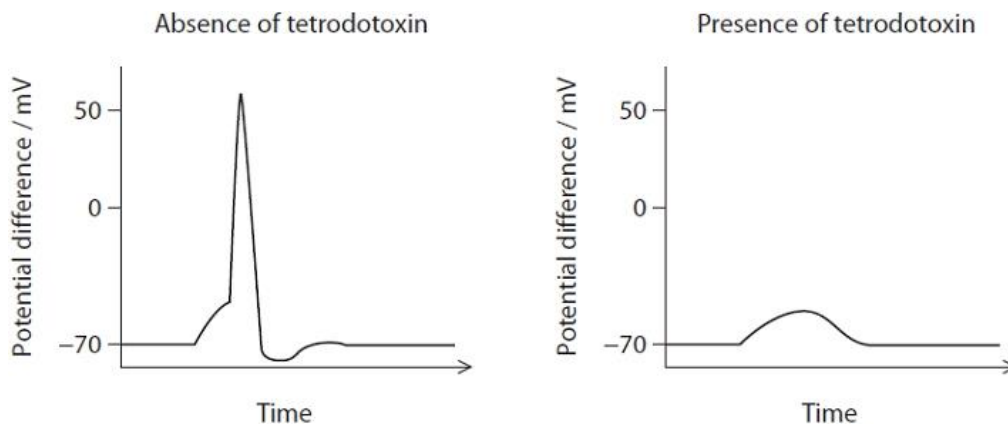 Absence of tetrodotoxin
Potential difference / mV
50
0
–70
Time
Presence of tetrodotoxin
Potential difference / mV
50
0
–70
Time